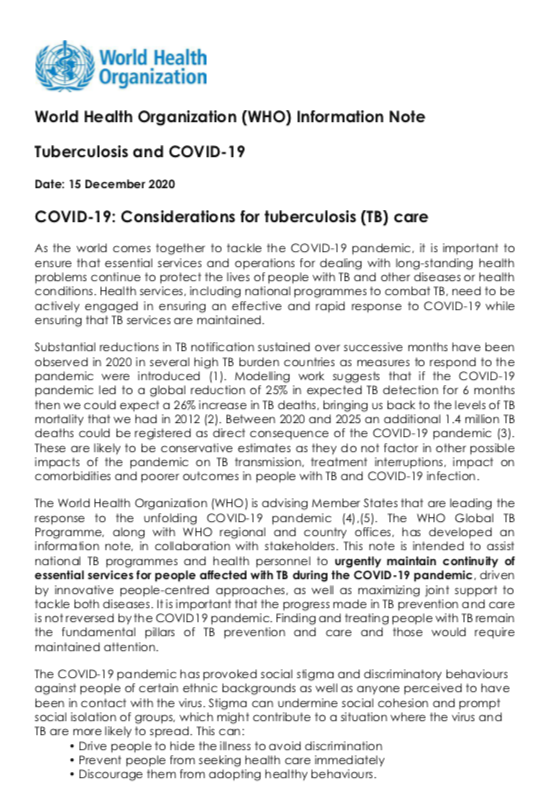 World Health
Organization
World Health Organization (WHO) Information Note
Tuberculosis and COVID-19
Date: 15 December 2020
COVID-19: Considerations for tuberculosis (TB) care
As the world comes together to tackle the COVID-19 pandemic, it is important to
ensure that essential services and operations for dealing with long-standing health
problems continue to protect the lives of people with TB and other diseases or health
conditions. Health services, including national programmes to combat TB, need to be
actively engaged in ensuring an effective and rapid response to COVID-19 while
ensuring that TB services are maintained.
Substantial reductions in TB notification sustained over successive months have been
observed in 2020 in several high TB burden countries as measures to respond to the
pandemic were introduced (1). Modelling work suggests that if the COVID-19
pandemic led to a global reduction of 25% in expected TB detection for 6 months
then we could expect a 26% increase in TB deaths, bringing us back to the levels of TB
mortality that we had in 2012 (2). Between 2020 and 2025 an additional 1.4 million TB
deaths could be registered as direct consequence of the COVID-19 pandemic (3).
These are likely to be conservative estimates as they do not factor in other possible
impacts of the pandemic on TB transmission, treatment interruptions, impact on
comorbidities and poorer outcomes in people with TB and COVID-19 infection.
The World Health Organization (WHO) is advising Member States that are leading the
response to the unfolding COVID-19 pandemic (4),(5). The WHO Global TB
Programme, along with WHO regional and country offices, has developed an
information note, in collaboration with stakeholders. This note is intended to assist
national TB programmes and health personnel to urgently maintain continuity of
essential services for people affected with TB during the COVID-19 pandemic, driven
by innovative people-centred approaches, as well as maximizing joint support to
tackle both diseases. It is important that the progress made in TB prevention and care
is not reversed by the COVID19 pandemic. Finding and treating people with TB remain
the fundamental pillars of TB prevention and care and those would require
maintained attention.
The COVID-19 pandemic has provoked social stigma and discriminatory behaviours
against people of certain ethnic backgrounds as well as anyone perceived to have
been in contact with the virus. Stigma can undermine social cohesion and prompt
social isolation of groups, which might contribute to a situation where the virus and
TB are more likely to spread. This can:
• Drive people to hide the illness to avoid discrimination
• Prevent people from seeking health care immediately
• Discourage them from adopting healthy behaviours.